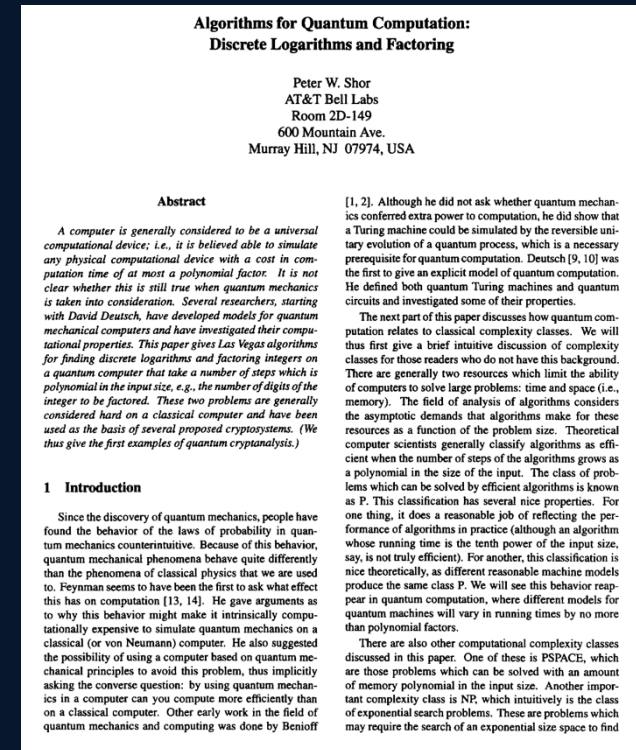 Algorithms for Quantum Computation:
Discrete Logarithms and Factoring
Peter W. Shor
AT&T Bell Labs
Room 2D-149
600 Mountain Ave.
Murray Hill, NJ 07974, USA
Abstract
A computer is generally considered to be a universal
computational device; i.e., it is believed able to simulate
any physical computational device with a cost in com-
putation time of at most a polynomial factor. It is not
clear whether this is still true when quantum mechanics
is taken into consideration. Several researchers, starting
with David Deutsch, have developed models for quantum
mechanical computers and have investigated their compu-
tational properties. This paper gives Las Vegas algorithms
for finding discrete logarithms and factoring integers on
a quantum computer that take a number of steps which is
polynomial in the input size, e.g., the number of digits of the
integer to be factored. These two problems are generally
considered hard on a classical computer and have been
used as the basis of several proposed cryptosystems. (We
thus give the first examples of quantum cryptanalysis.)
1 Introduction
Since the discovery of quantum mechanics, people have
found the behavior of the laws of probability in quan-
tum mechanics counterintuitive. Because of this behavior,
quantum mechanical phenomena behave quite differently
than the phenomena of classical physics that we are used
to. Feynman seems to have been the first to ask what effect
this has on computation [13, 14]. He gave arguments as
to why this behavior might make it intrinsically compu-
tationally expensive to simulate quantum mechanics on a
classical (or von Neumann) computer. He also suggested
the possibility of using a computer based on quantum me-
chanical principles to avoid this problem, thus implicitly
asking the converse question: by using quantum mechan-
ics in a computer can you compute more efficiently than
on a classical computer. Other early work in the field of
quantum mechanics and computing was done by Benioff
[1, 2]. Although he did not ask whether quantum mechan-
ics conferred extra power to computation, he did show that
a Turing machine could be simulated by the reversible uni-
tary evolution of a quantum process, which is a necessary
prerequisite for quantum computation. Deutsch [9, 10] was
the first to give an explicit model of quantum computation.
He defined both quantum Turing machines and quantum
circuits and investigated some of their properties.
The next part of this paper discusses how quantum com-
putation relates to classical complexity classes. We will
thus first give a brief intuitive discussion of complexity
classes for those readers who do not have this background.
There are generally two resources which limit the ability
of computers to solve large problems: time and space (i.e.,
memory). The field of analysis of algorithms considers
the asymptotic demands that algorithms make for these
resources as a function of the problem size. Theoretical
computer scientists generally classify algorithms as effi-
cient when the number of steps of the algorithms grows as
a polynomial in the size of the input. The class of prob-
lems which can be solved by efficient algorithms is known
as P. This classification has several nice properties. For
one thing, it does a reasonable job of reflecting the per-
formance of algorithms in practice (although an algorithm
whose running time is the tenth power of the input size,
say, is not truly efficient). For another, this classification is
nice theoretically, as different reasonable machine models
produce the same class P. We will see this behavior reap-
pear in quantum computation, where different models for
quantum machines will vary in running times by no more
than polynomial factors.
There are also other computational complexity classes
discussed in this paper. One of these is PSPACE, which
are those problems which can be solved with an amount
of memory polynomial in the input size. Another impor-
tant complexity class is NP, which intuitively is the class
of exponential search problems. These are problems which
may require the search of an exponential size space to find